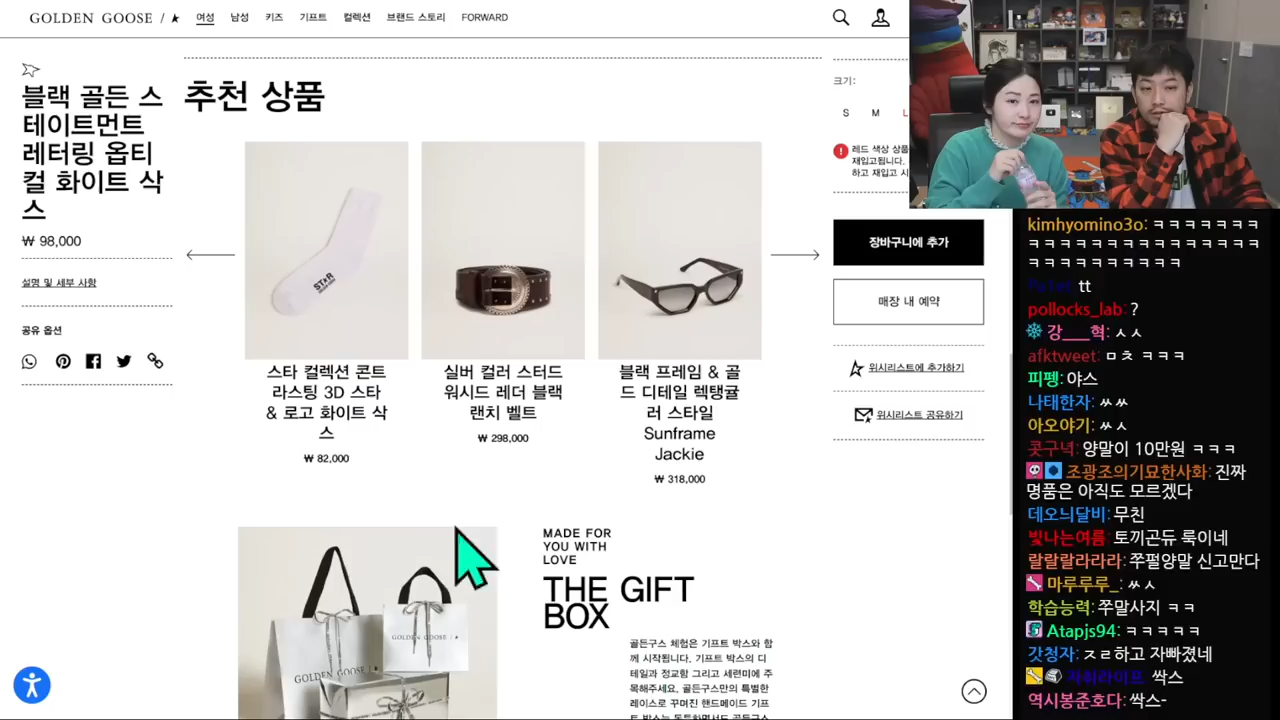 GOLDEN GOOSE / ★ 여성 남성 키즈 기프트 컬렉션 브랜드 스토리 FORWARD
블랙 골든 스
테이트먼트
레터링 옵티
컬 화이트 삭
스
₩ 98,000
설명 및 세부 사항
공유 옵션
추천 상품
STAR
스타 컬렉션 콘트
라스팅 3D 스타
& 로고 화이트 삭
스
₩ 82,000
실버 컬러 스터드
워시드 레더 블랙
랜치 벨트
₩ 298,000
블랙 프레임 & 골
드 디테일 렉탱귤
러 스타일
Sunframe
Jackie
₩ 318,000
크기:
S M L
레드 색상 상품
재입고됩니다.
하고 재입고 시
장바구니에 추가
매장 내 예약
위시리스트에 추가하기
위시리스트 공유하기
GOLDEN GOOSE
GOLDEN GOOSE / ★
MADE FOR
YOU WITH
LOVE
THE GIFT
BOX
골든구스 체험은 기프트 박스와 함
께 시작됩니다. 기프트 박스의 디
테일과 정교함 그리고 세련미에 주
목해주세요. 골든구스만의 특별한
레이스로 꾸며진 핸드메이드 기프
kimhyomino3o: ㅋㅋㅋㅋㅋㅋㅋ
ㅋㅋㅋㅋㅋㅋㅋㅋㅋㅋㅋㅋㅋㅋㅋ
ㅋㅋㅋㅋㅋㅋㅋㅋㅋㅋ
tt
pollocks_lab: ?
강___혁: ㅅㅅ
afktweet: ㅁㅊ ㅋㅋㅋ
피펭: 야스
나태한자: ㅆㅆ
아오야기: ㅆㅅ
콧구녁: 양말이 10만원 ㅋㅋㅋ
조광조의기묘한사화: 진짜
명품은 아직도 모르겠다
데오늬달비: 무친
빛나는여름: 토끼곤듀 룩이네
랄랄랄라라라: 쭈펄양말 신고만다
마루루루_: ㅆㅅ
학습능력: 쭈말사지 ㅋㅋ
Atapjs94: ㅋㅋㅋㅋㅋ
갓청자: ㅈㄹ하고 자빠졌네
자취라이프: 싹스
역시봉준호다: 싹스-